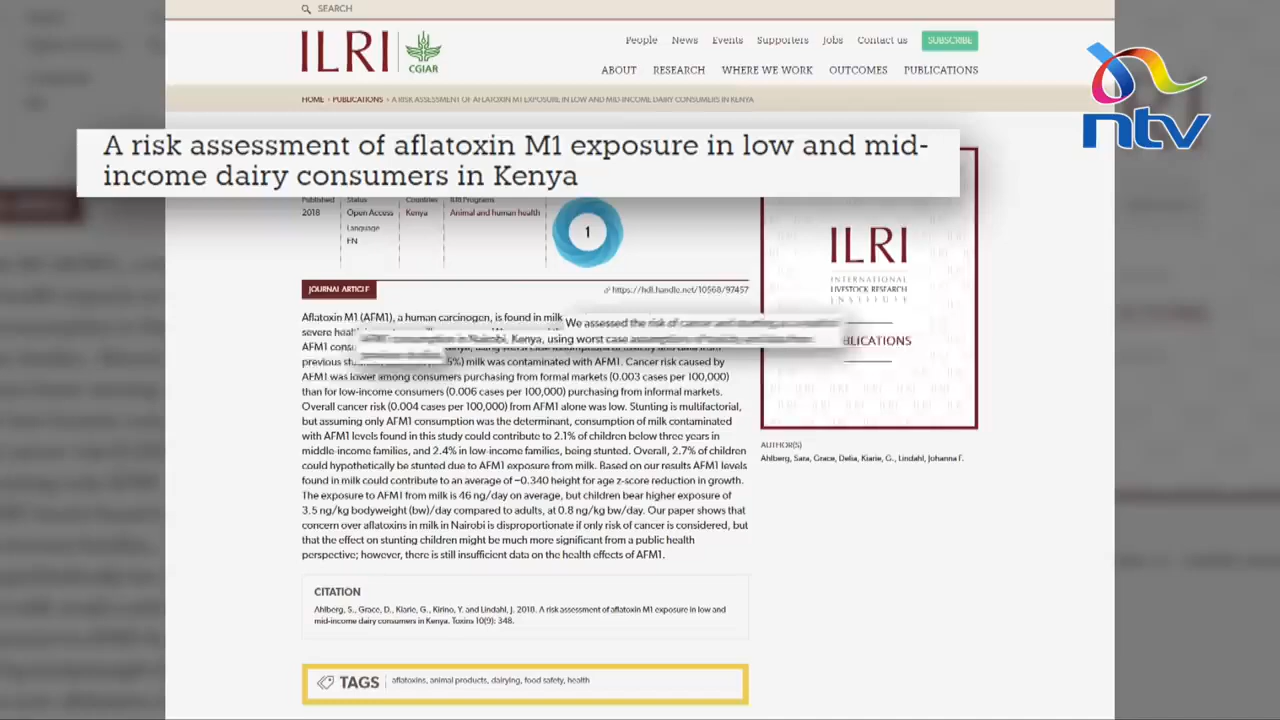 SEARCH
ILRI
CGIAR
People News Events Supporters Jobs Contact us SUBSCRIBE
ABOUT RESEARCH WHERE WE WORK OUTCOMES PUBLICATIONS
ntv
HOME › PUBLICATIONS › A RISK ASSESSMENT OF AFLATOXIN M1 EXPOSURE IN LOW AND MID-INCOME DAIRY CONSUMERS IN KENYA
A risk assessment of aflatoxin M1 exposure in low and mid-
income dairy consumers in Kenya
Published Status Countries ILRI Programs
2018 Open Access Kenya Animal and human health
Language
EN
1
ILRI
INTERNATIONAL
LIVESTOCK RESEARCH
INSTITUTE
JOURNAL ARTICLE https://hdl.handle.net/10568/97457
Aflatoxin M1 (AFM1), a human carcinogen, is found in milk
We assessed the risk of cancer and
severe
Nairobi, Kenya, using worst case
AFM1
previous 5%) milk was contaminated with AFM1. Cancer risk caused by
AFM1 was lower among consumers purchasing from formal markets (0.003 cases per 100,000)
than for low-income consumers (0.006 cases per 100,000) purchasing from informal markets.
Overall cancer risk (0.004 cases per 100,000) from AFM1 alone was low. Stunting is multifactorial,
but assuming only AFM1 consumption was the determinant, consumption of milk contaminated
with AFM1 levels found in this study could contribute to 2.1% of children below three years in
middle-income families, and 2.4% in low-income families, being stunted. Overall, 2.7% of children
could hypothetically be stunted due to AFM1 exposure from milk. Based on our results AFM1 levels
found in milk could contribute to an average of −0.340 height for age z-score reduction in growth.
The exposure to AFM1 from milk is 46 ng/day on average, but children bear higher exposure of
3.5 ng/kg bodyweight (bw)/day compared to adults, at 0.8 ng/kg bw/day. Our paper shows that
concern over aflatoxins in milk in Nairobi is disproportionate if only risk of cancer is considered, but
that the effect on stunting children might be much more significant from a public health
perspective; however, there is still insufficient data on the health effects of AFM1.
BLICATIONS
AUTHOR(S)
Ahlberg, Sara, Grace, Delia, Kiarie, G., Lindahl, Johanna F.
CITATION
Ahlberg, S., Grace, D., Kiarie, G., Kirino, Y. and Lindahl, J. 2018. A risk assessment of aflatoxin M1 exposure in low and
mid-income dairy consumers in Kenya. Toxins 10(9): 348.
TAGS aflatoxins, animal products, dairying, food safety, health